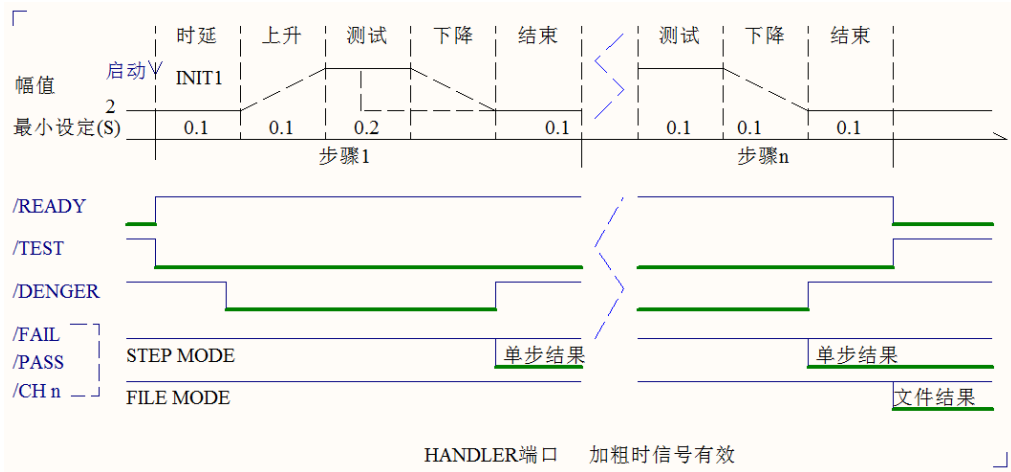 时延 上升 测试 下降 结束 测试 下降 结束
启动 INIT1
幅值
2
最小设定(S) 0.1 0.1 0.2 0.1 0.1 0.1 0.1
步骤1 步骤n
/READY
/TEST
/DENGER
/FAIL
/PASS STEP MODE 单步结果 单步结果
/CH n FILE MODE 文件结果
HANDLER端口 加粗时信号有效